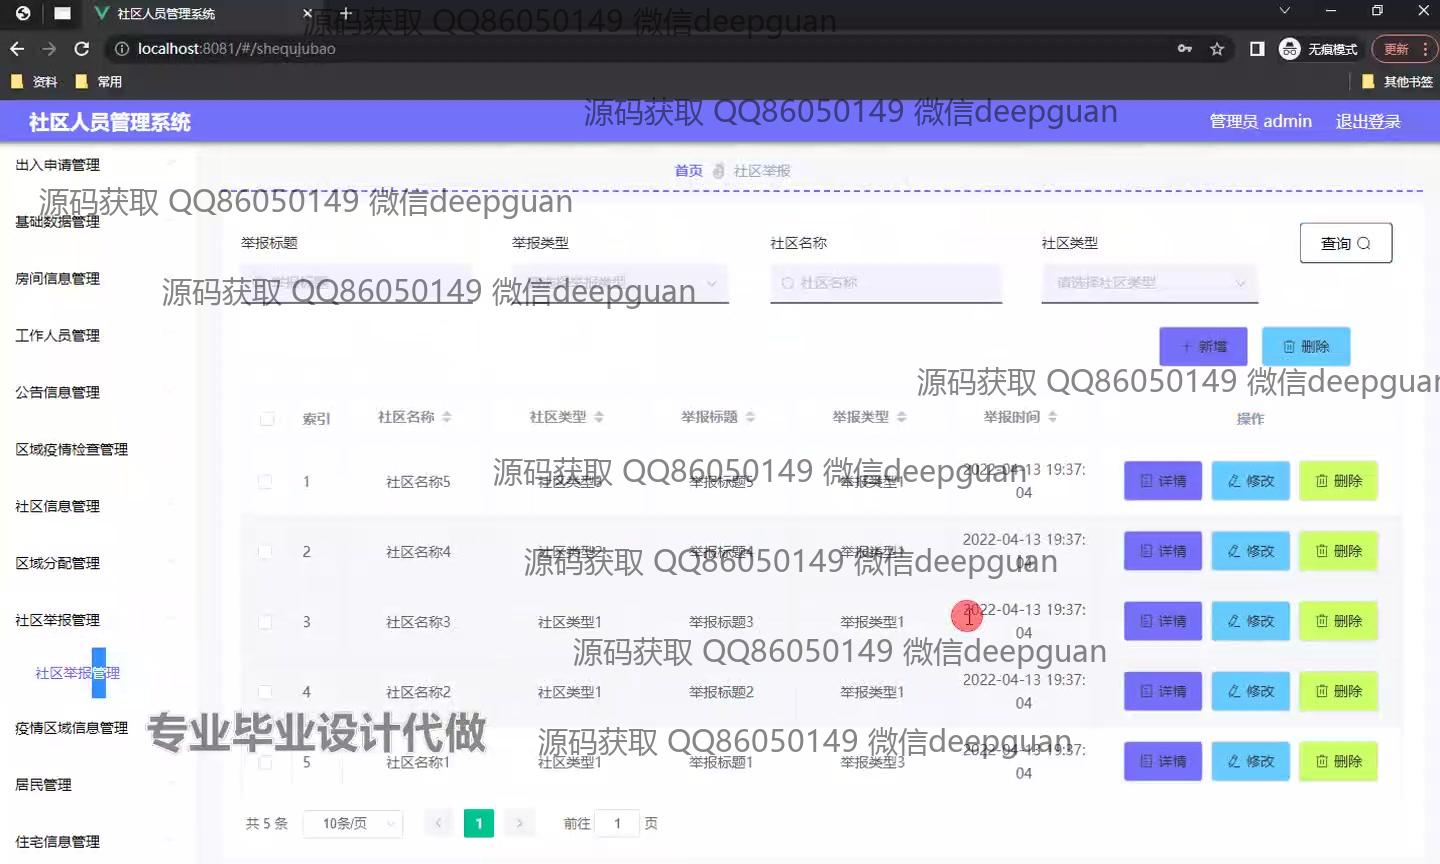 社区人员管理系统
源码获取 QQ86050149 微信deepguan
localhost:8081/#/shequjubao
无痕模式
更新
资料
常用
其他书签
社区人员管理系统
源码获取 QQ86050149 微信deepguan
管理员 admin
退出登录
出入申请管理
首页
社区举报
源码获取 QQ86050149 微信deepguan
基础数据管理
举报标题
举报类型
社区名称
社区类型
查询
房间信息管理
源码获取 QQ86050149 微信deepguan
社区名称
请选择社区类型
工作人员管理
新增
删除
源码获取 QQ86050149 微信deepguan
公告信息管理
索引
社区名称
社区类型
举报标题
举报类型
举报时间
操作
区域疫情检查管理
源码获取 QQ86050149 微信deepguan
1 社区名称5 举报标题5 举报类型1 2022-04-13 19:37:04 详情 修改 删除
社区信息管理
2 社区名称4 社区类型2 举报标题4 2022-04-13 19:37: 详情 修改 删除
源码获取 QQ86050149 微信deepguan
区域分配管理
社区举报管理
3 社区名称3 社区类型1 举报标题3 举报类型1 2022-04-13 19:37:04 详情 修改 删除
源码获取 QQ86050149 微信deepguan
社区举报管理
4 社区名称2 社区类型1 举报标题2 举报类型1 2022-04-13 19:37:04 详情 修改 删除
疫情区域信息管理
专业毕业设计代做
源码获取 QQ86050149 微信deepguan
5 社区名称1 社区类型1 举报标题1 举报类型3 2022-04-13 19:37:04 详情 修改 删除
居民管理
共 5 条
10条/页
1
前往 1 页
住宅信息管理